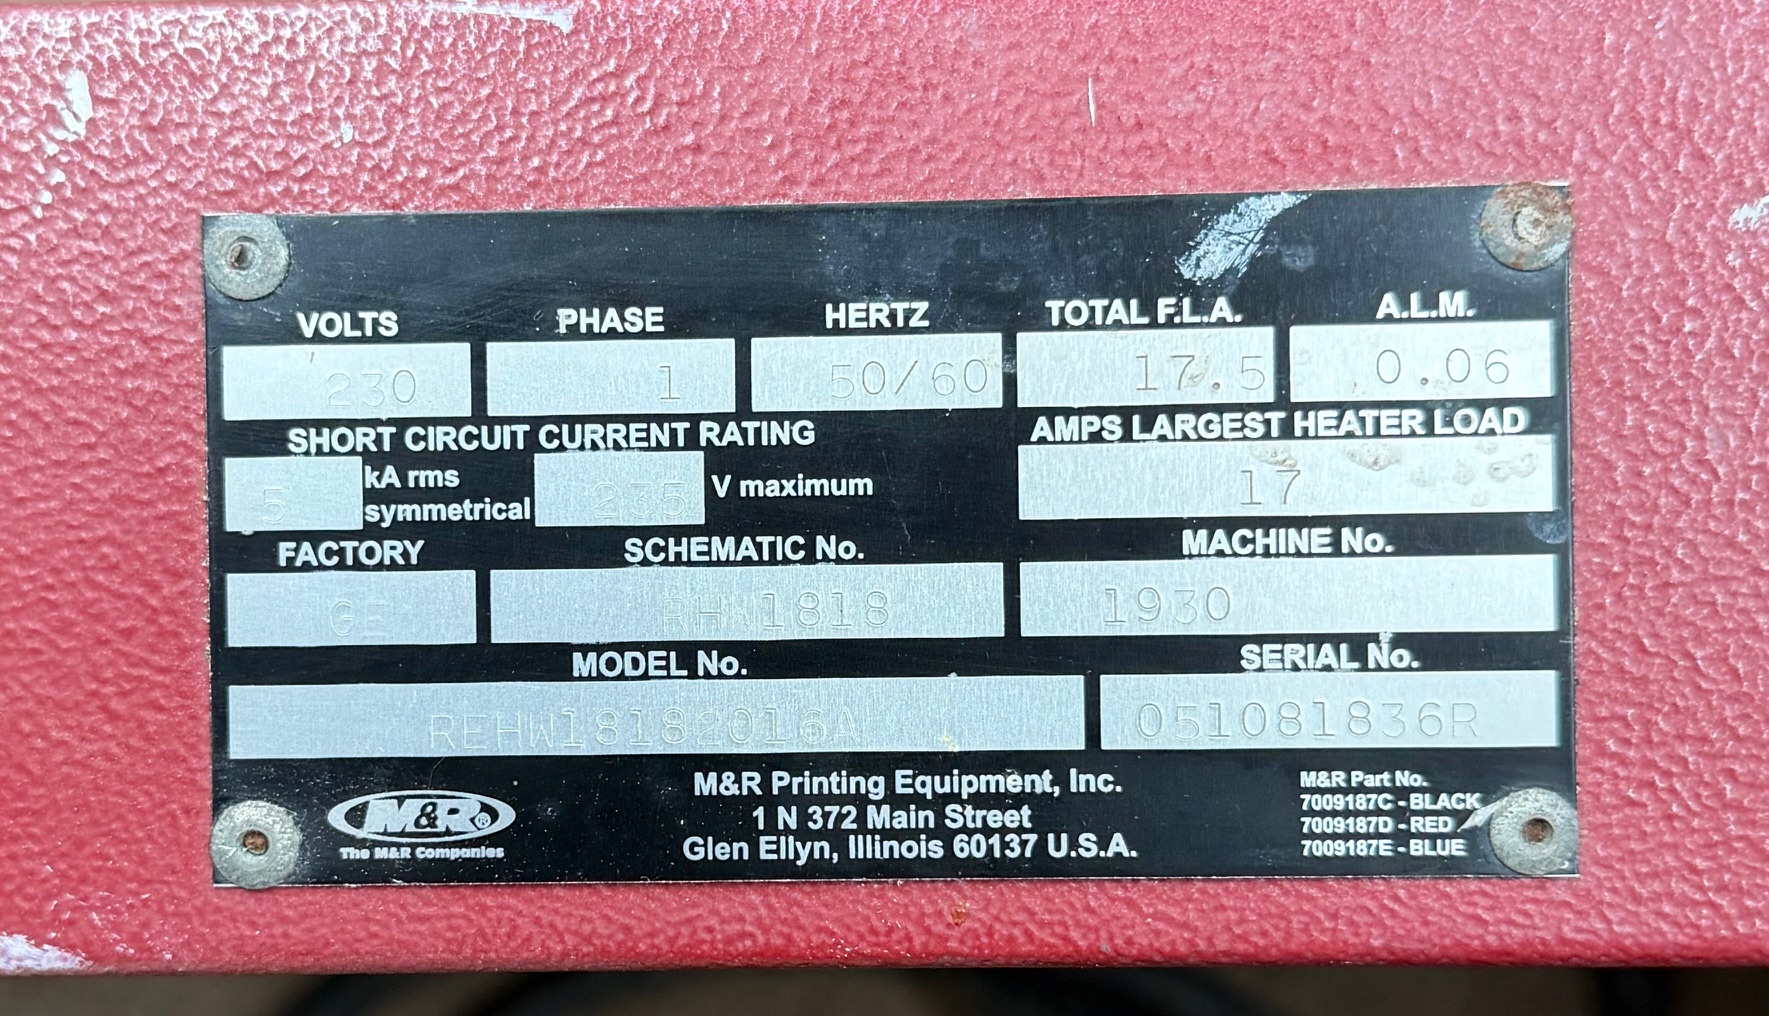 VOLTS PHASE HERTZ TOTAL F.L.A. A.L.M.
230 1 50/60 17.5 0.06
SHORT CIRCUIT CURRENT RATING AMPS LARGEST HEATER LOAD
5 kA rms symmetrical 235 V maximum 17
FACTORY SCHEMATIC No. MACHINE No.
GE RHW1818 1930
MODEL No. SERIAL No.
REHW18182016A 051081836R
M&R®
The M&R Companies
M&R Printing Equipment, Inc.
1 N 372 Main Street
Glen Ellyn, Illinois 60137 U.S.A.
M&R Part No.
7009187C - BLACK
7009187D - RED
7009187E - BLUE